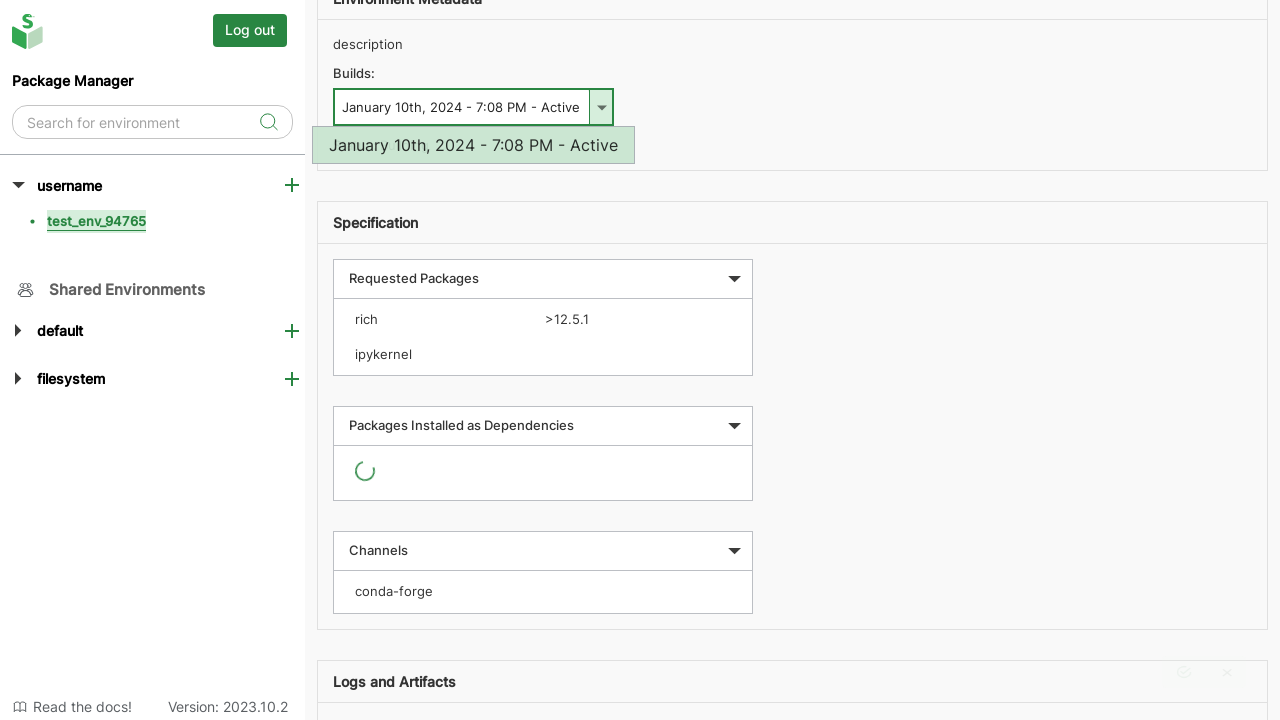 Log out
Package Manager
Search for environment
username
test_env_94765
Shared Environments
default
filesystem
Read the docs!
Version: 2023.10.2
Environment Metadata
description
Builds:
January 10th, 2024 - 7:08 PM - Active
January 10th, 2024 - 7:08 PM - Active
Specification
Requested Packages
rich >12.5.1
ipykernel
Packages Installed as Dependencies
Channels
conda-forge
Logs and Artifacts